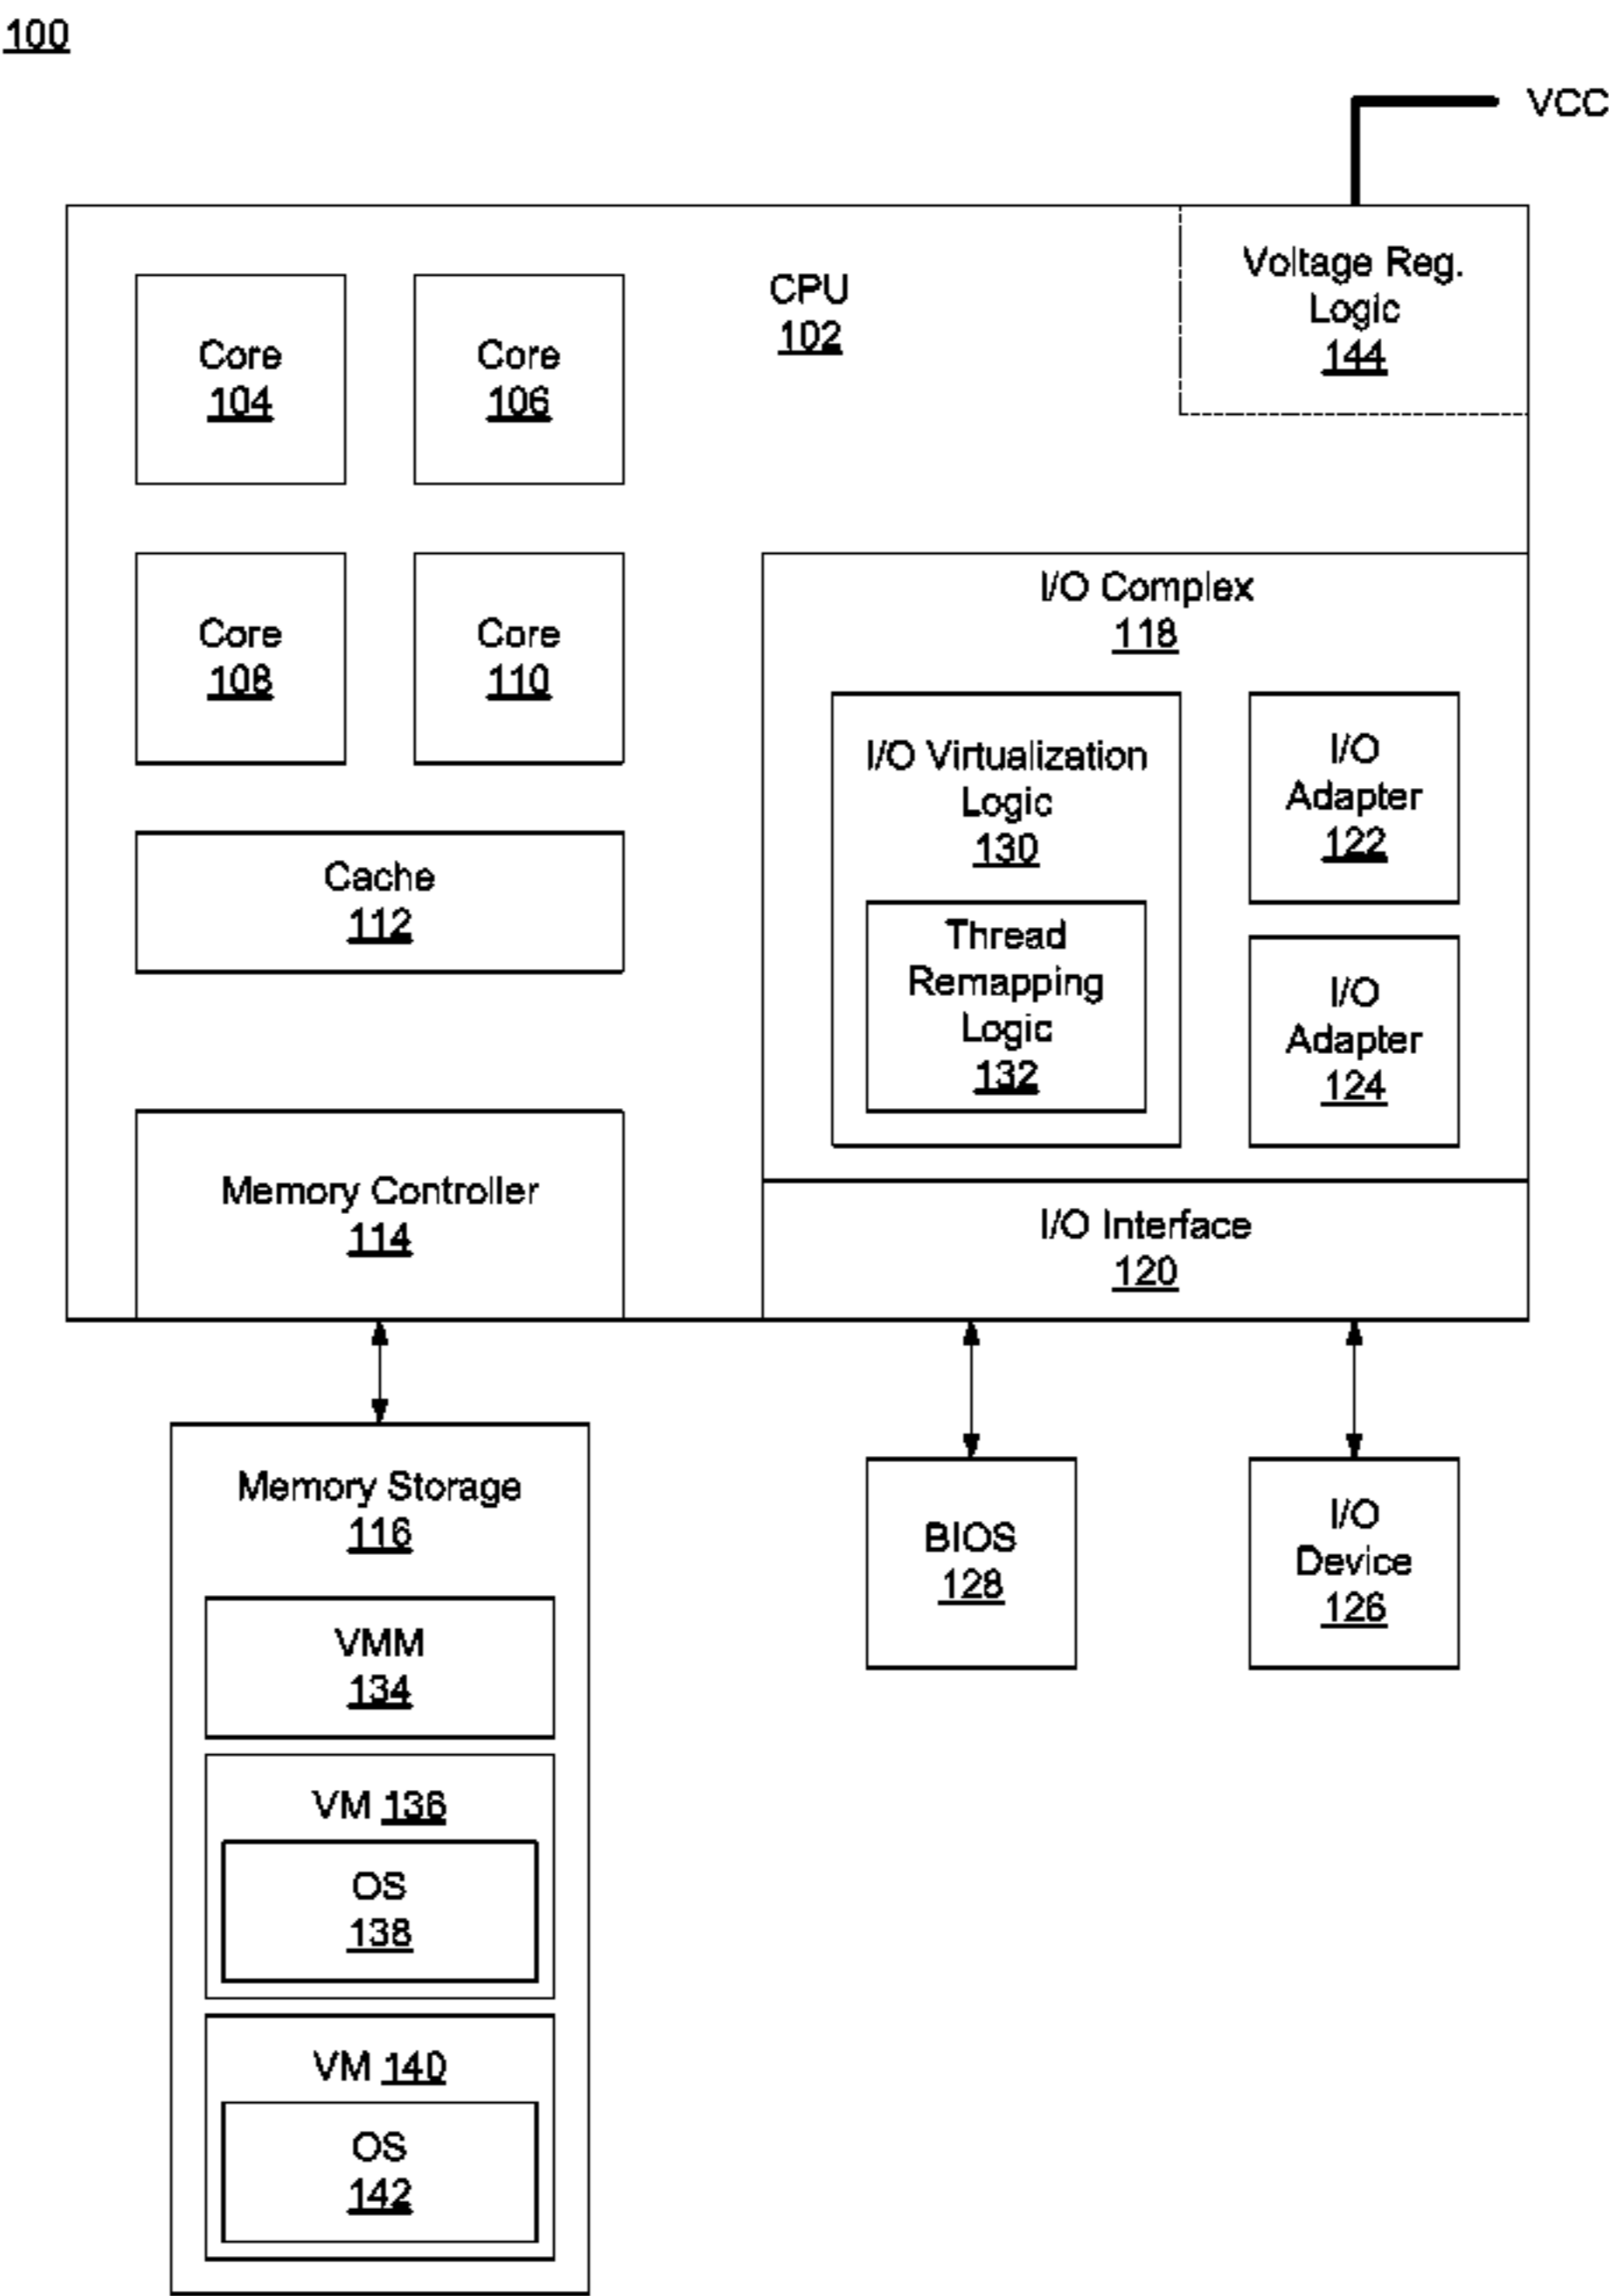 100
VCC
Voltage Reg.
Logic
144
CPU
102
Core
104
Core
106
Core
108
Core
110
Cache
112
Memory Controller
114
I/O Complex
118
I/O Virtualization
Logic
130
Thread
Remapping
Logic
132
I/O
Adapter
122
I/O
Adapter
124
I/O Interface
120
Memory Storage
116
VMM
134
VM 136
OS
138
VM 140
OS
142
BIOS
128
I/O
Device
126